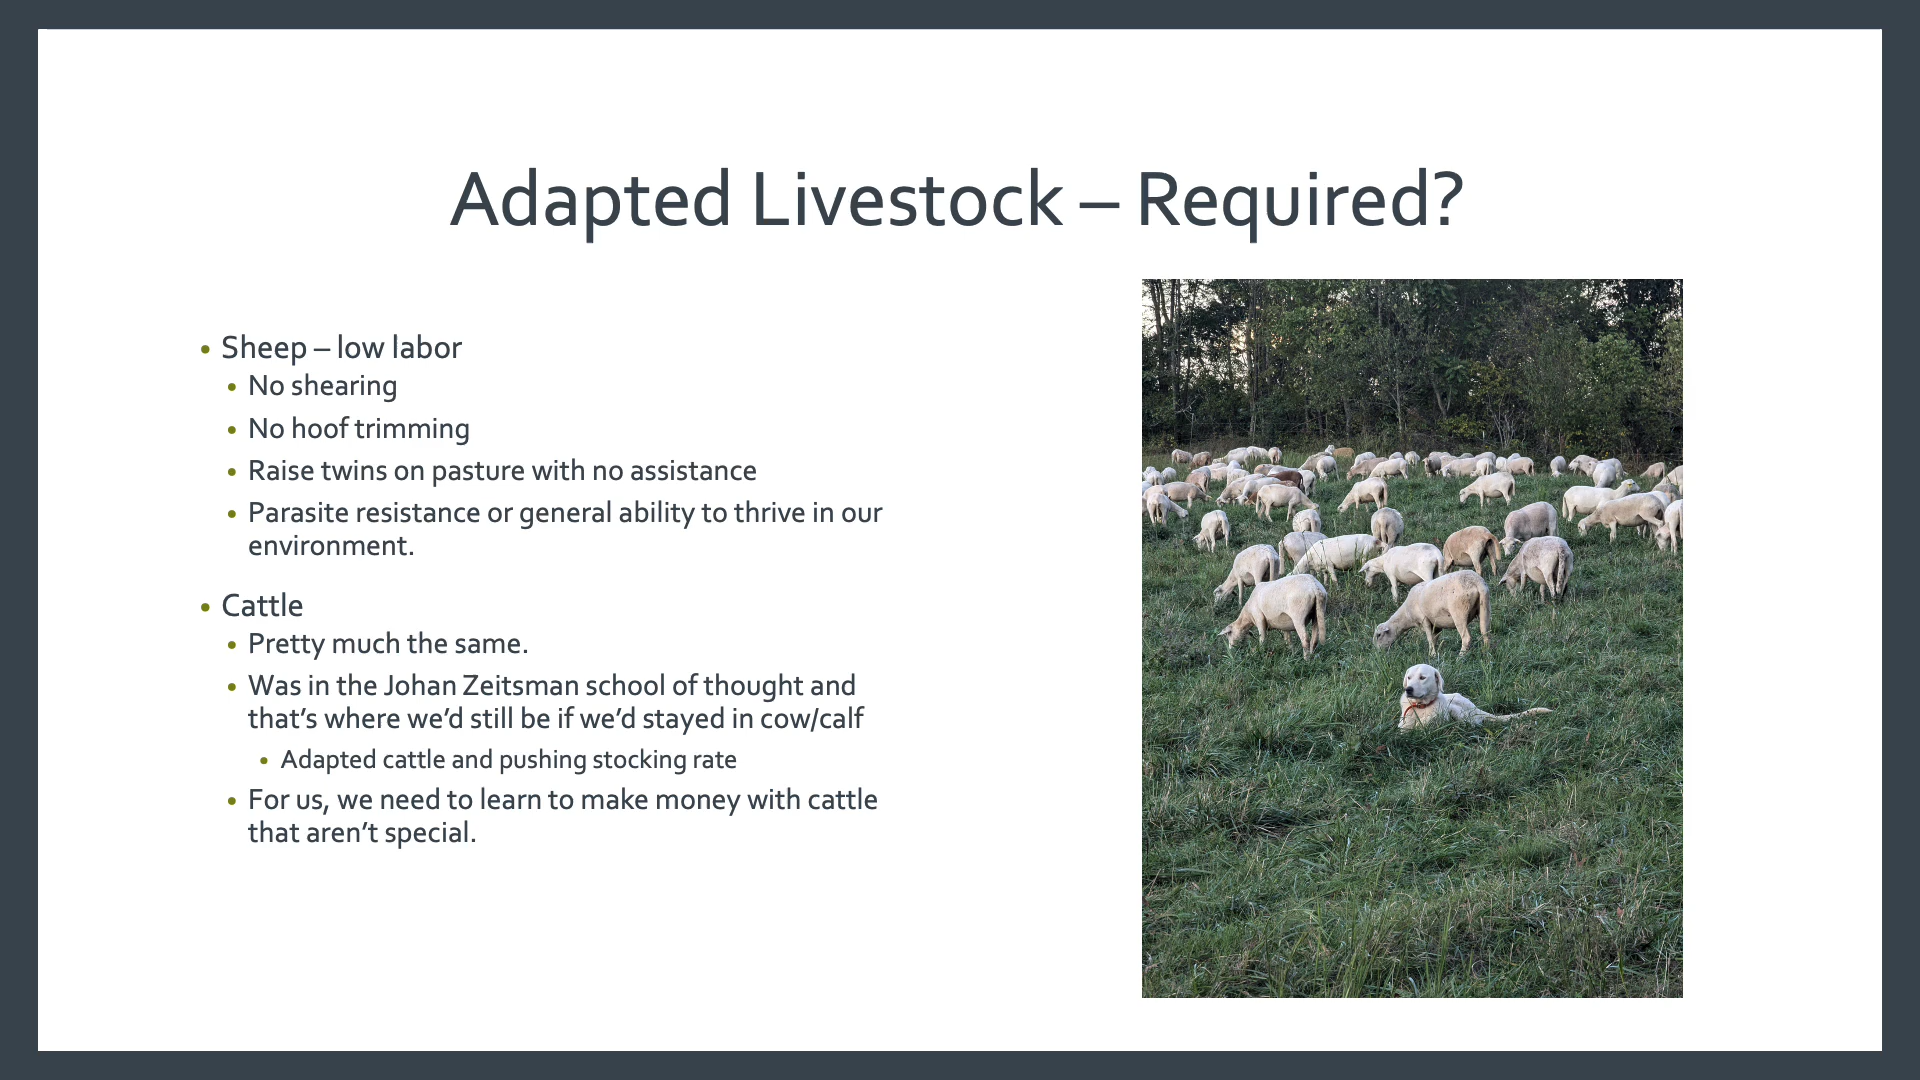 Adapted Livestock – Required?
• Sheep – low labor
• No shearing
• No hoof trimming
• Raise twins on pasture with no assistance
• Parasite resistance or general ability to thrive in our
environment.
• Cattle
• Pretty much the same.
• Was in the Johan Zeitsman school of thought and
that’s where we’d still be if we’d stayed in cow/calf
• Adapted cattle and pushing stocking rate
• For us, we need to learn to make money with cattle
that aren’t special.